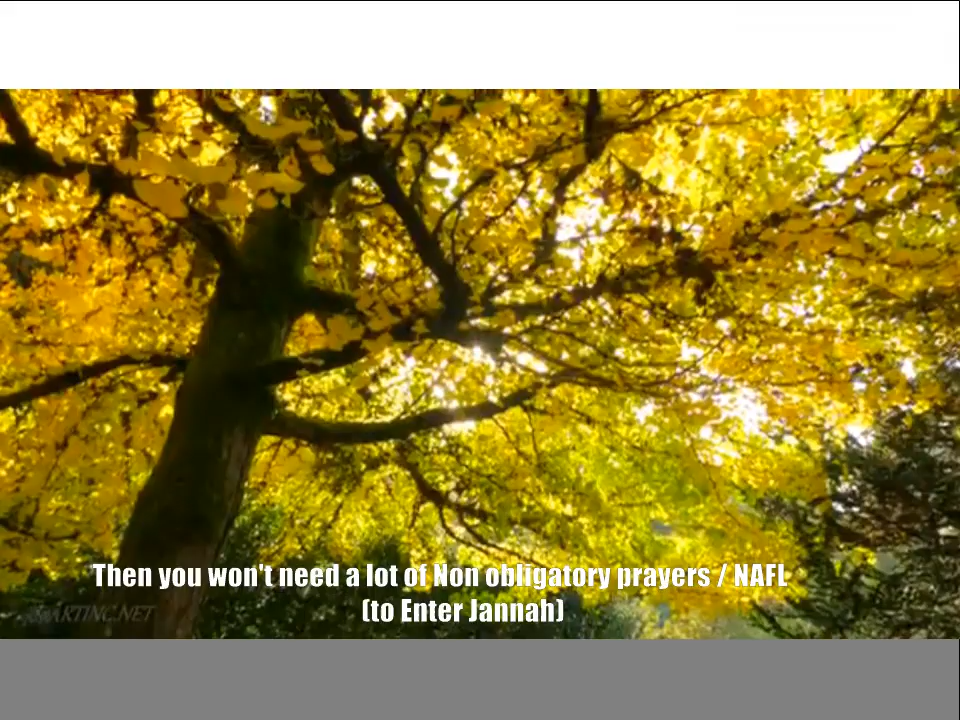 Then you won't need a lot of Non obligatory prayers / NAFL
(to Enter Jannah)